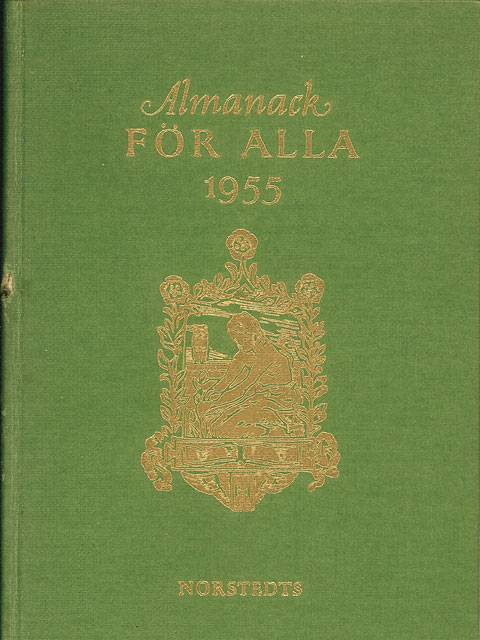 Almanack
FÖR ALLA
1955
NORSTEDTS